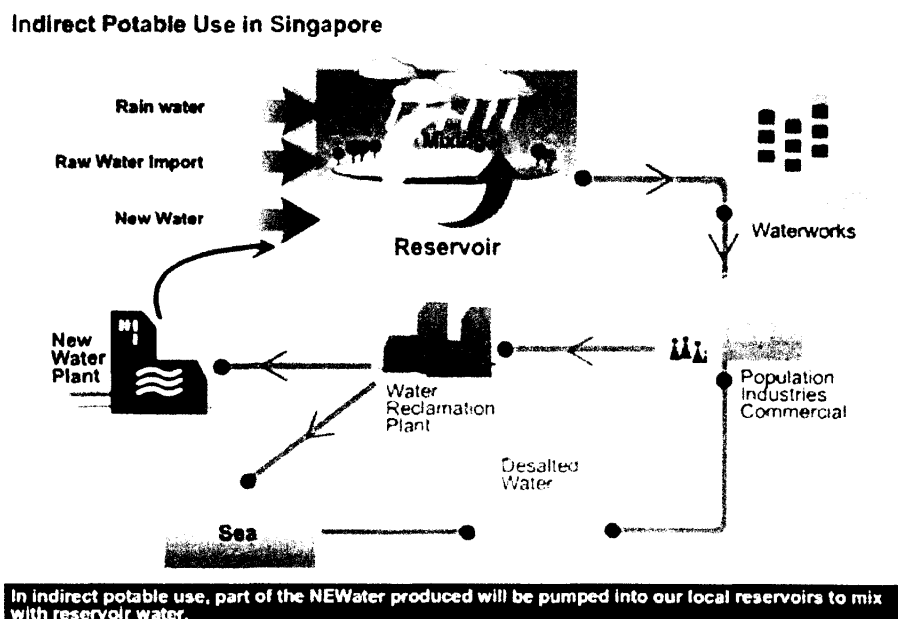 Indirect Potable Use in Singapore
Rain water
Mixing
Raw Water Import
New Water
Reservoir
Waterworks
New
Water
Plant
Water
Reclamation
Plant
Population
Industries
Commercial
Desalted
Water
Sea
In indirect potable use, part of the NEWater produced will be pumped into our local reservoirs to mix
with reservoir water.